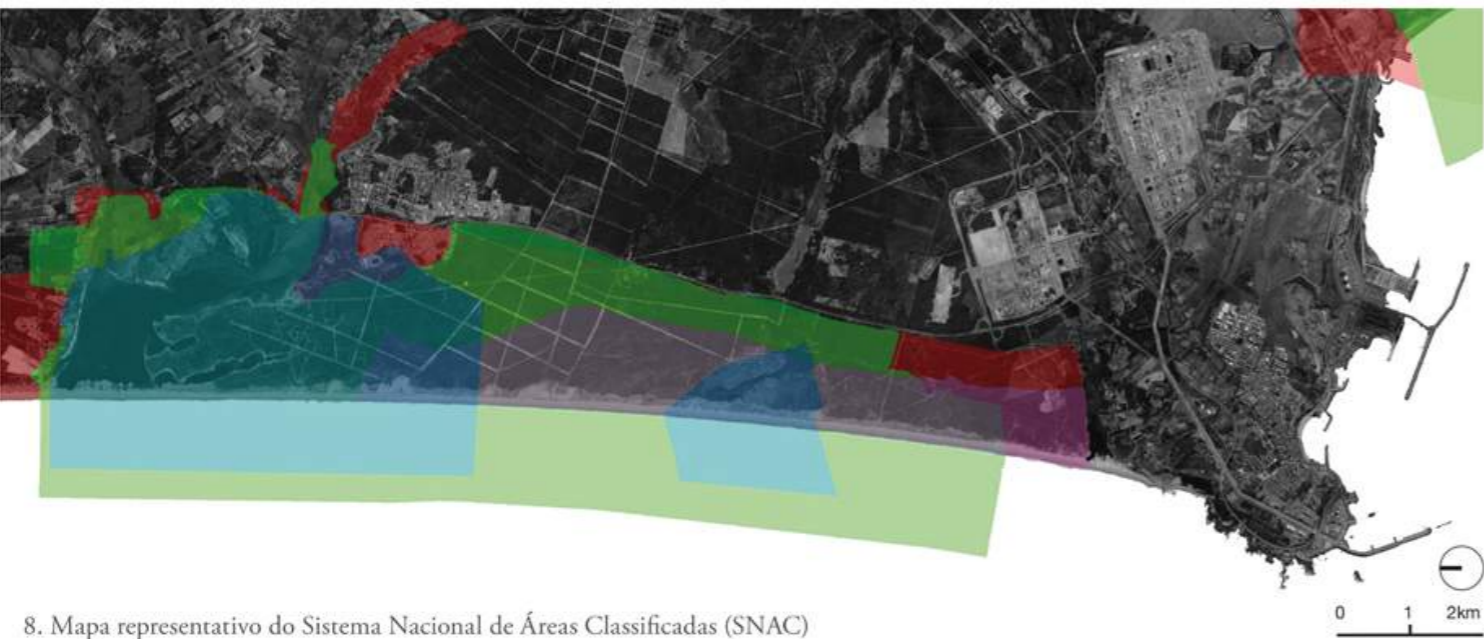 8. Mapa representativo do Sistema Nacional de Áreas Classificadas (SNAC)
0 1 2km